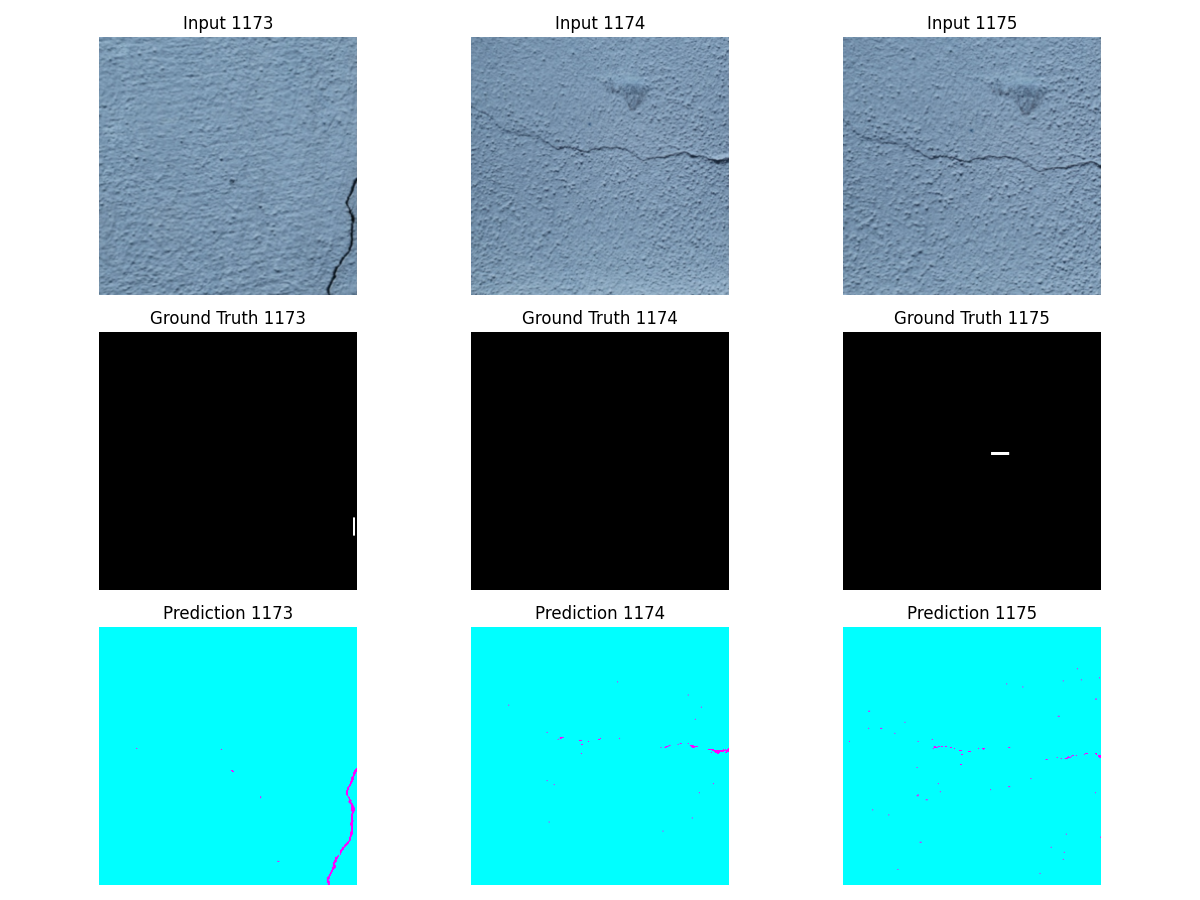 Input 1173
Input 1174
Input 1175
Ground Truth 1173
Ground Truth 1174
Ground Truth 1175
Prediction 1173
Prediction 1174
Prediction 1175